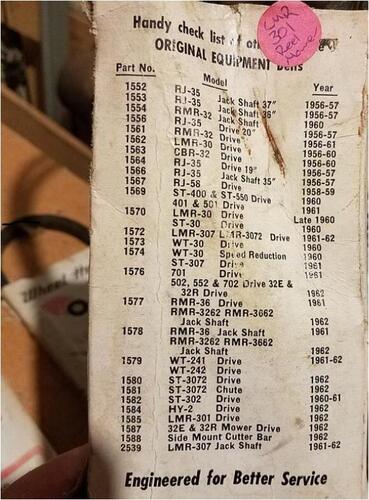 Handy check list of
ORIGINAL EQUIPMENT Belts
LMR
301
Reel
Part No. Model Year
1552 RJ-35 Jack Shaft 37" 1956-57
1553 RJ-35 Jack Shaft 36" 1956-57
1554 RMR-32 Jack Shaft 1960
1556 RJ-35 Drive 20" 1956-57
1561 RMR-32 Drive 1956-61
1562 LMR-30 Drive 1956-60
1563 CBR-32 Drive 1956-60
1564 RJ-35 Drive 19" 1956-57
1566 RJ-35 Jack Shaft 35" 1956-57
1567 RJ-58 Drive 1958-59
1569 ST-400 & ST-550 Drive 1960
401 & 501 Drive 1961
1570 LMR-30 Drive Late 1960
ST-30 Drive 1960
1572 LMR-307 LMR-3072 Drive 1961-62
1573 WT-30 Drive 1960
1574 WT-30 Speed Reduction 1960
ST-307 Drive 1961
1576 701 Drive 1961
502, 552 & 702 Drive 32E &
32R Drive 1962
1577 RMR-36 Drive 1961
RMR-3262 RMR-3662
Jack Shaft 1962
1578 RMR-36 Jack Shaft 1961
RMR-3262 RMR-3662
Jack Shaft 1962
1579 WT-241 Drive 1961-62
WT-242 Drive
1580 ST-3072 Drive 1962
1581 ST-3072 Chute 1962
1582 ST-302 Drive 1960-61
1584 HY-2 Drive 1962
1585 LMR-301 Drive 1962
1587 32E & 32R Mower Drive 1962
1588 Side Mount Cutter Bar 1962
2539 LMR-307 Jack Shaft 1961-62
Engineered for Better Service